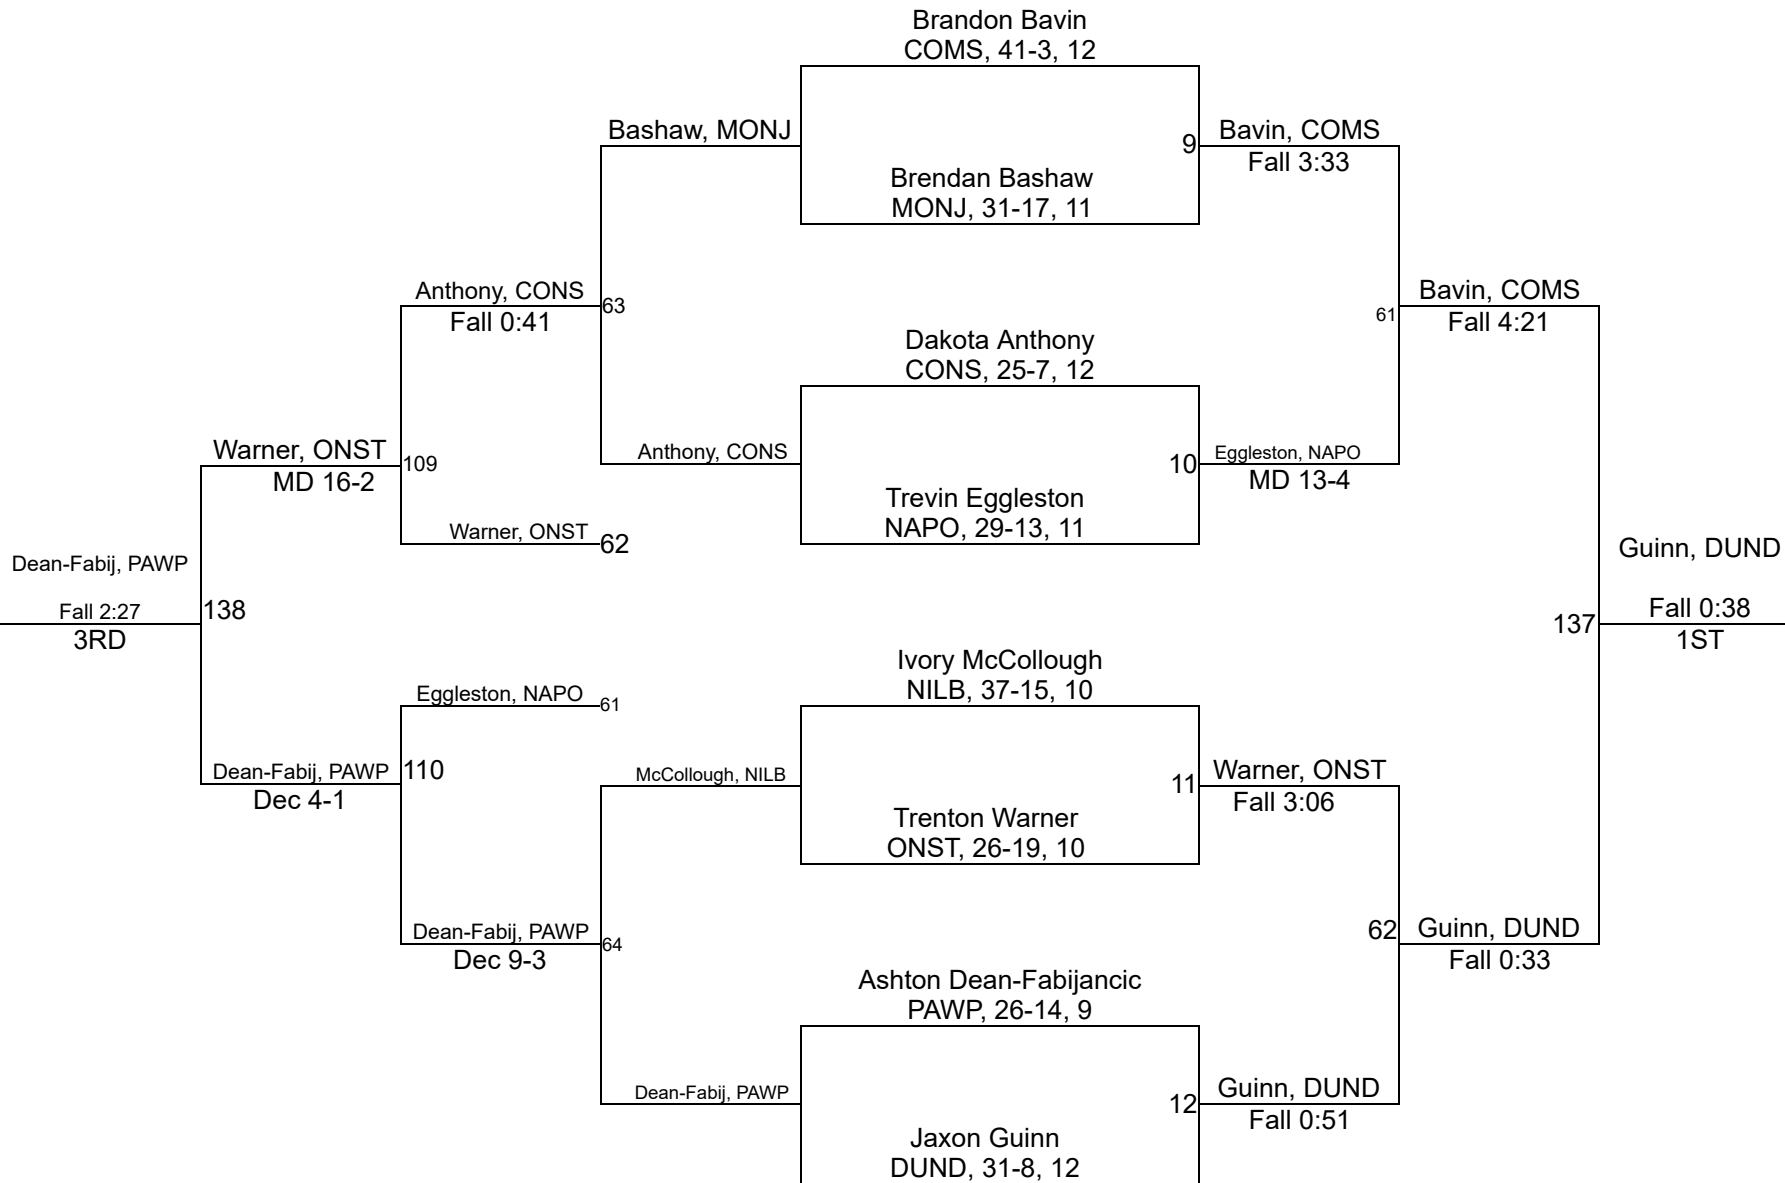 Brandon Bavin
COMS, 41-3, 12
Bashaw, MONJ
9
Bavin, COMS
Fall 3:33
Brendan Bashaw
MONJ, 31-17, 11
Anthony, CONS
Fall 0:41
63
Bavin, COMS
Fall 4:21
61
Dakota Anthony
CONS, 25-7, 12
Warner, ONST
MD 16-2
109
Anthony, CONS
10
Eggleston, NAPO
MD 13-4
Trevin Eggleston
NAPO, 29-13, 11
Warner, ONST
62
Dean-Fabij, PAWP
Fall 2:27
3RD
138
Guinn, DUND
Fall 0:38
1ST
137
Ivory McCollough
NILB, 37-15, 10
Eggleston, NAPO
61
Dean-Fabij, PAWP
Dec 4-1
110
McCollough, NILB
11
Warner, ONST
Fall 3:06
Trenton Warner
ONST, 26-19, 10
Dean-Fabij, PAWP
Dec 9-3
64
62
Guinn, DUND
Fall 0:33
Ashton Dean-Fabijancic
PAWP, 26-14, 9
Dean-Fabij, PAWP
12
Guinn, DUND
Fall 0:51
Jaxon Guinn
DUND, 31-8, 12